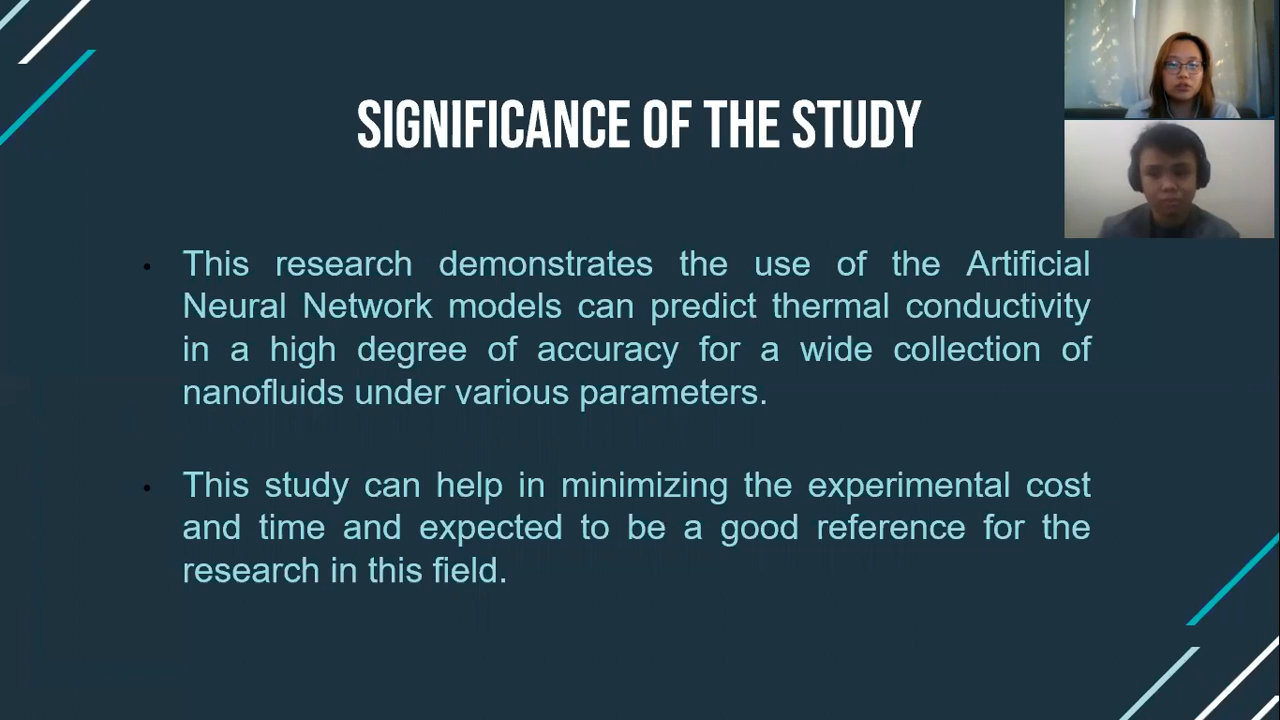 SIGNIFICANCE OF THE STUDY
• This research demonstrates the use of the Artificial
Neural Network models can predict thermal conductivity
in a high degree of accuracy for a wide collection of
nanofluids under various parameters.
• This study can help in minimizing the experimental cost
and time and expected to be a good reference for the
research in this field.